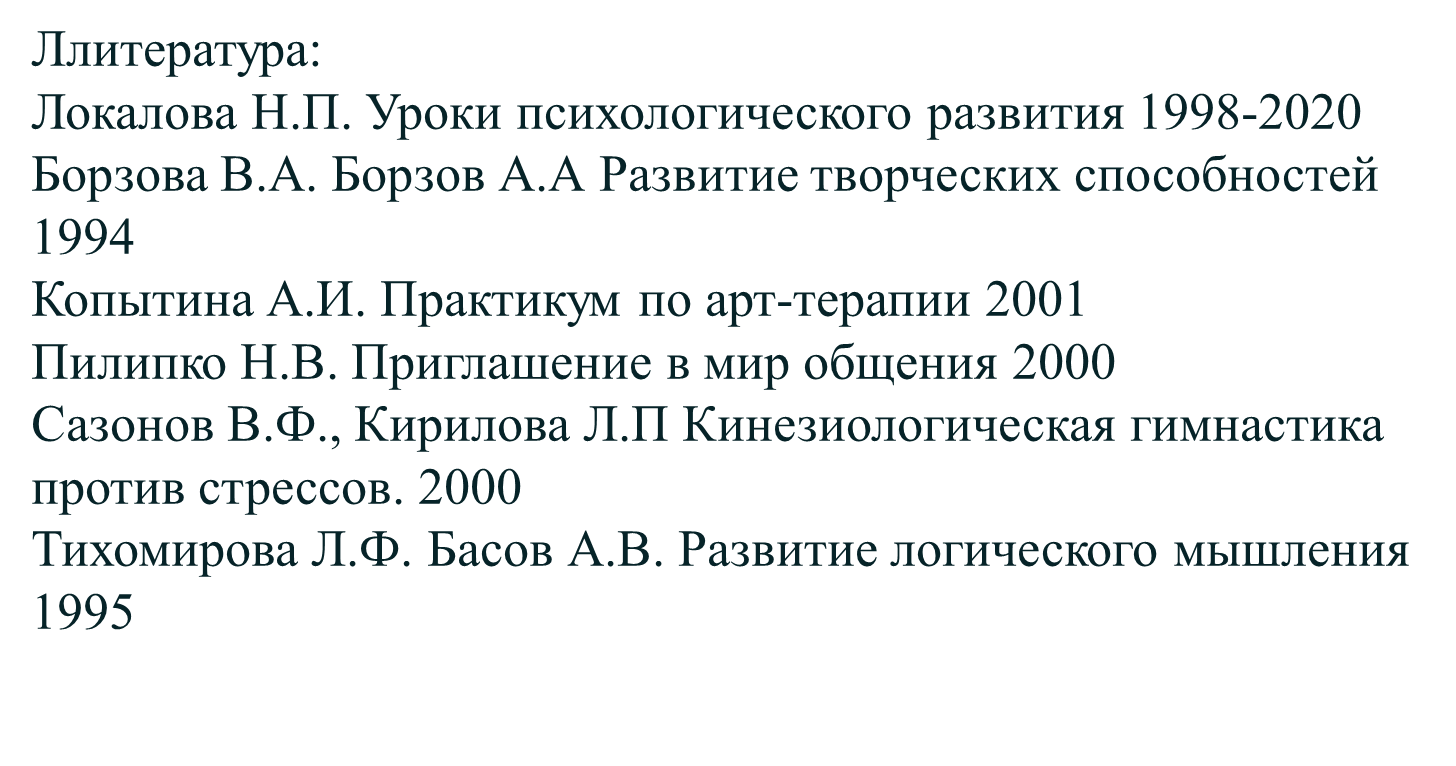 Ллитература:
Локалова Н.П. Уроки психологического развития 1998-2020
Борзова В.А. Борзов А.А Развитие творческих способностей
1994
Копытина А.И. Практикум по арт-терапии 2001
Пилипко Н.В. Приглашение в мир общения 2000
Сазонов В.Ф., Кирилова Л.П Кинезиологическая гимнастика
против стрессов. 2000
Тихомирова Л.Ф. Басов А.В. Развитие логического мышления
1995